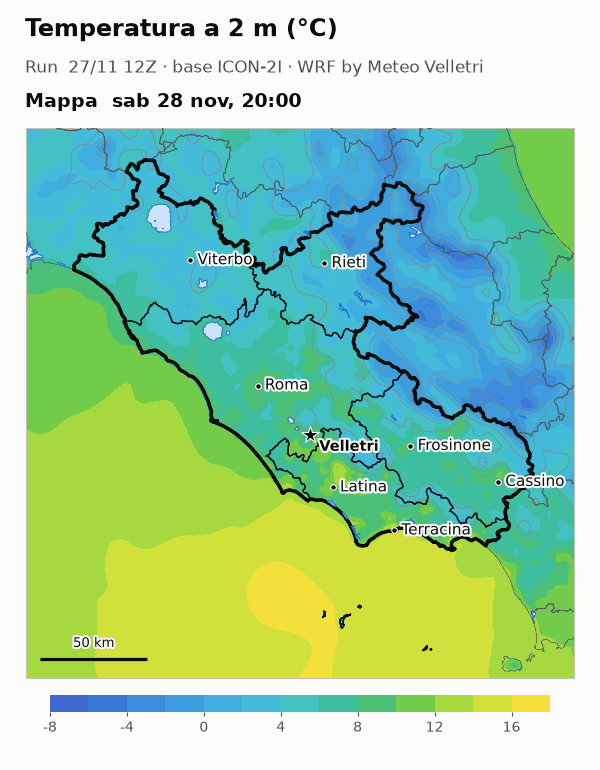 Temperatura a 2 m (°C)
Run  27/11 12Z · base ICON-2I · WRF by Meteo Velletri
Mappa  sab 28 nov, 20:00
Viterbo
Rieti
Roma
Velletri
Frosinone
Latina
Cassino
Terracina
50 km
-8 -4 0 4 8 12 16